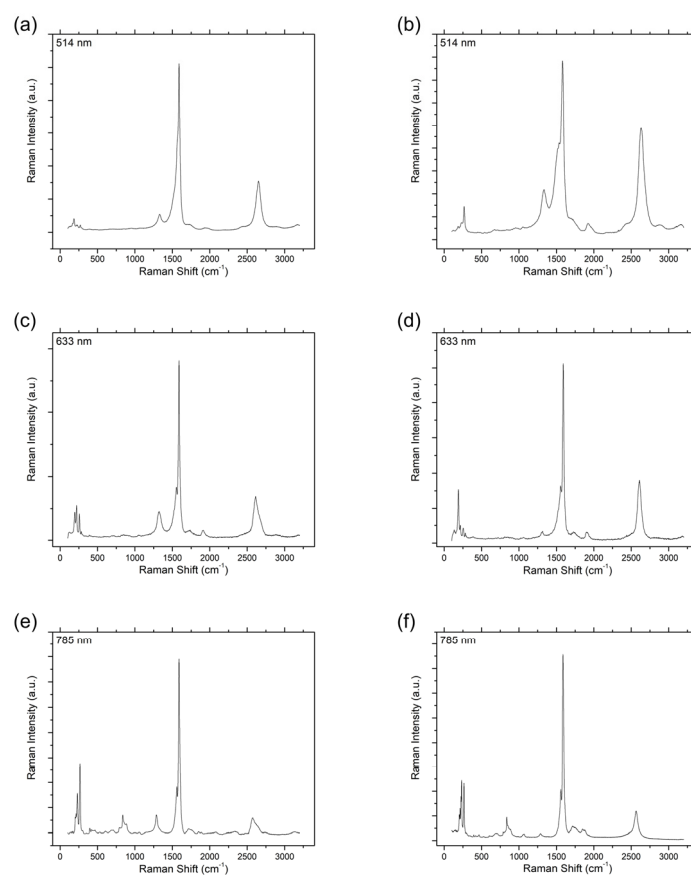 (a)
514 nm
Raman Intensity (a.u.)
0 500 1000 1500 2000 2500 3000
Raman Shift (cm-1)
(b)
514 nm
Raman Intensity (a.u.)
0 500 1000 1500 2000 2500 3000
Raman Shift (cm-1)
(c)
633 nm
Raman Intensity (a.u.)
0 500 1000 1500 2000 2500 3000
Raman Shift (cm-1)
(d)
633 nm
Raman Intensity (a.u.)
0 500 1000 1500 2000 2500 3000
Raman Shift (cm-1)
(e)
785 nm
Raman Intensity (a.u.)
0 500 1000 1500 2000 2500 3000
Raman Shift (cm-1)
(f)
785 nm
Raman Intensity (a.u.)
0 500 1000 1500 2000 2500 3000
Raman Shift (cm-1)